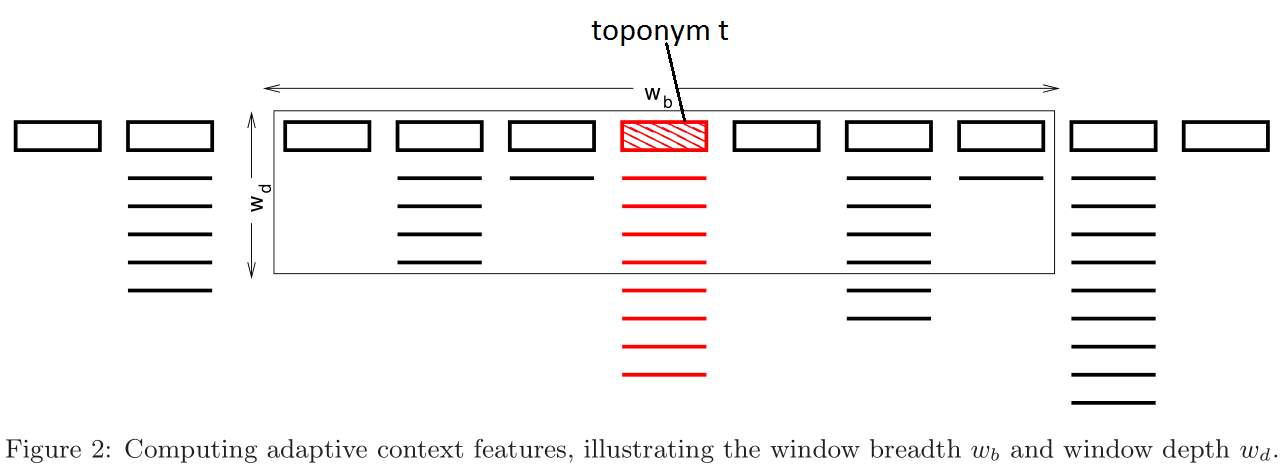 toponym t
w_b
w_d
Figure 2: Computing adaptive context features, illustrating the window breadth w_b and window depth w_d.